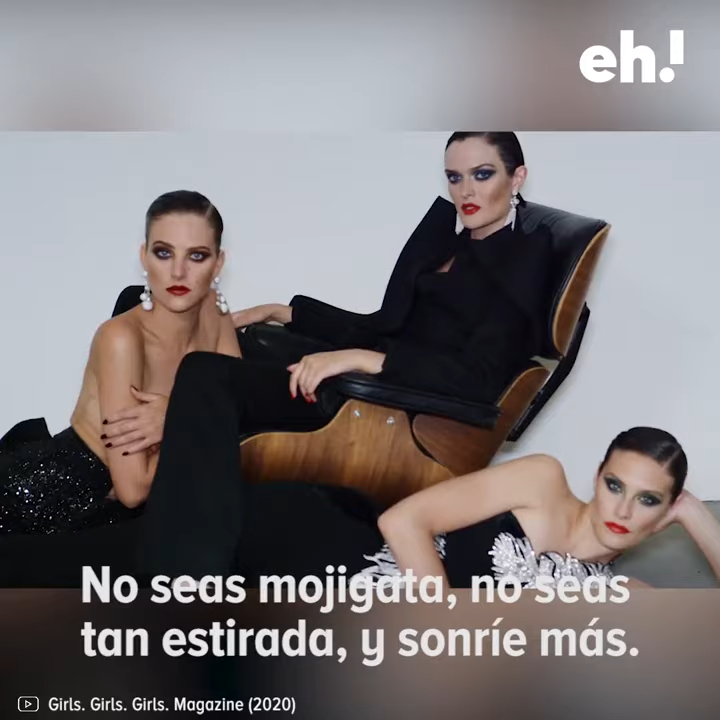 eh!
No seas mojigata, no seas
tan estirada, y sonríe más.
Girls. Girls. Girls. Magazine (2020)